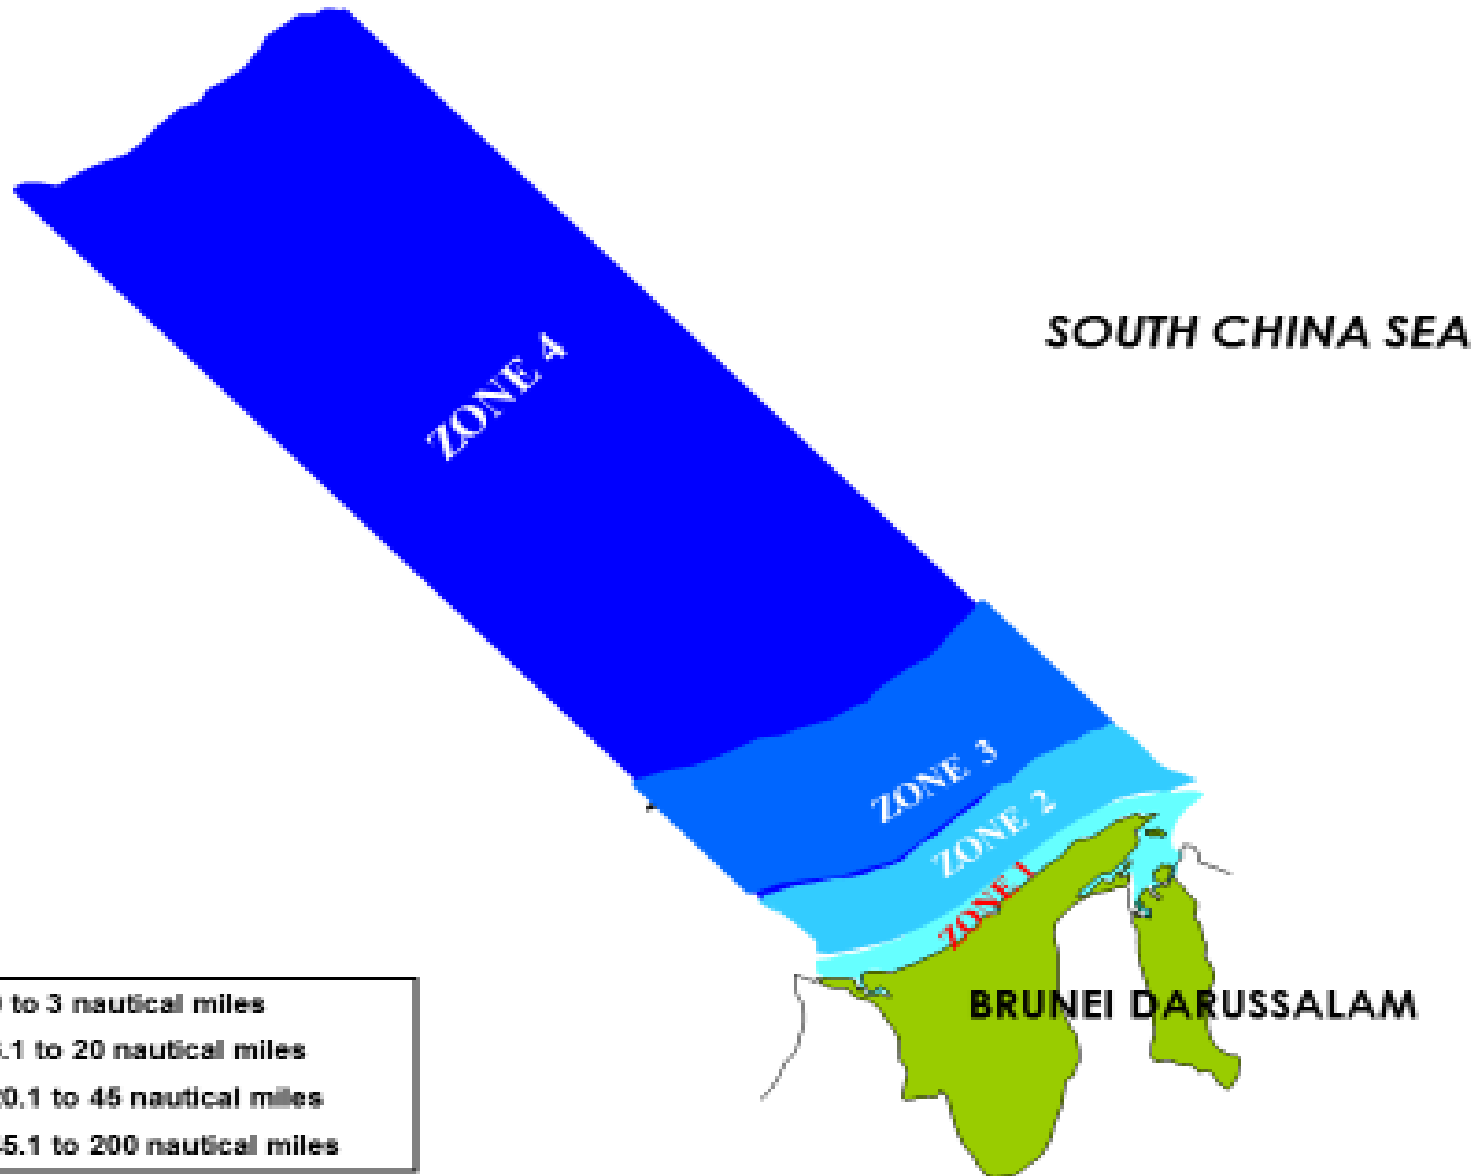 SOUTH CHINA SEA
ZONE 4
ZONE 3
ZONE 2
ZONE 1
BRUNEI DARUSSALAM
to 3 nautical miles
.1 to 20 nautical miles
0.1 to 45 nautical miles
5.1 to 200 nautical miles